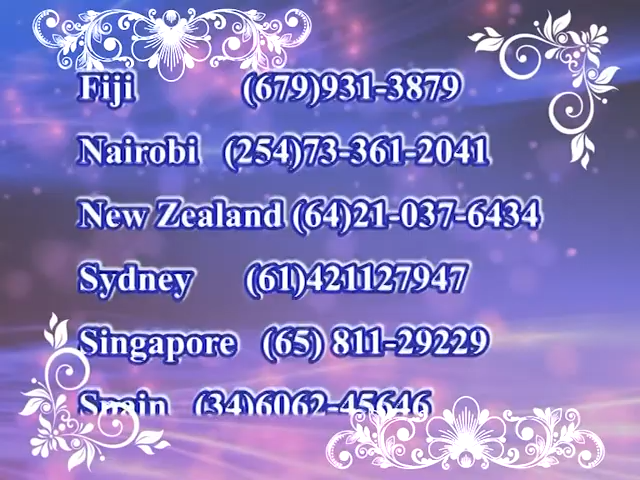 Fiji (679)931-3879
Nairobi (254)73-361-2041
New Zealand (64)21-037-6434
Sydney (61)421127947
Singapore (65) 811-29229
Spain (34)6062-45646